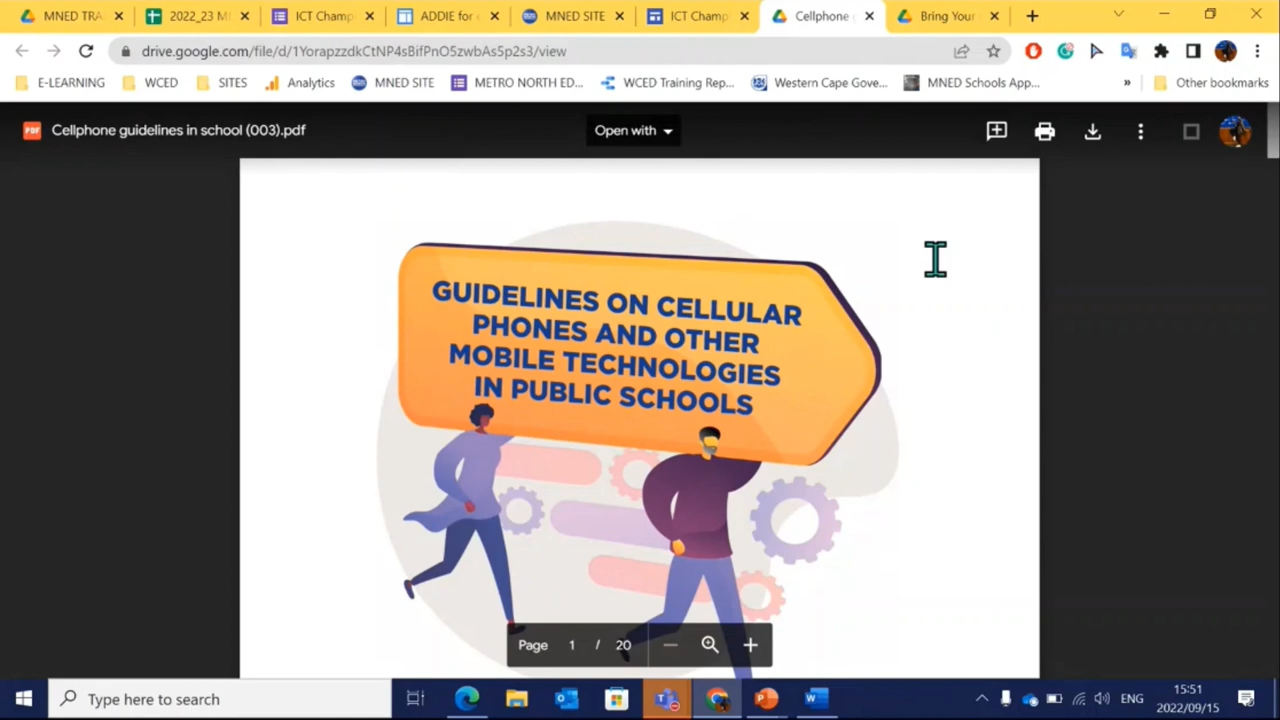 MNED TRA
2022_23 M
ICT Champ
ADDIE for
MNED SITE
ICT Champ
Cellphone
Bring Your
drive.google.com/file/d/1YorapzzdkCtNP4sBifPnO5zwbAs5p2s3/view
E-LEARNING
WCED
SITES
Analytics
MNED SITE
METRO NORTH ED...
WCED Training Rep...
Western Cape Gove...
MNED Schools App...
»
Other bookmarks
PDF
Cellphone guidelines in school (003).pdf
Open with
GUIDELINES ON CELLULAR
PHONES AND OTHER
MOBILE TECHNOLOGIES
IN PUBLIC SCHOOLS
Page 1 / 20
Type here to search
ENG
15:51
2022/09/15